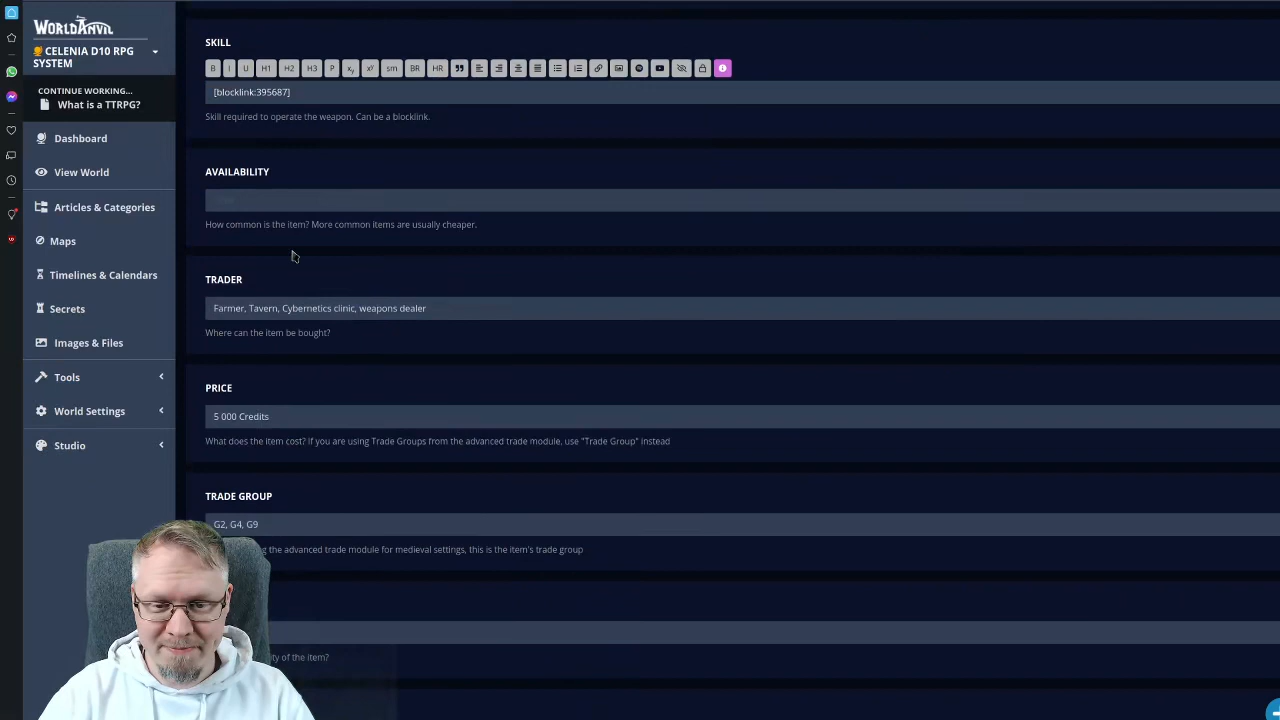 WORLDANVIL
CELENIA D10 RPG
SYSTEM
CONTINUE WORKING...
What is a TTRPG?
Dashboard
View World
Articles & Categories
Maps
Timelines & Calendars
Secrets
Images & Files
Tools
World Settings
Studio
SKILL
B I U H1 H2 H3 P xy xy sm BR HR
[blocklink:395687]
Skill required to operate the weapon. Can be a blocklink.
AVAILABILITY
How common is the item? More common items are usually cheaper.
TRADER
Farmer, Tavern, Cybernetics clinic, weapons dealer
Where can the item be bought?
PRICE
5 000 Credits
What does the item cost? If you are using Trade Groups from the advanced trade module, use "Trade Group" instead
TRADE GROUP
G2, G4, G9
the advanced trade module for medieval settings, this is the item's trade group
of the item?